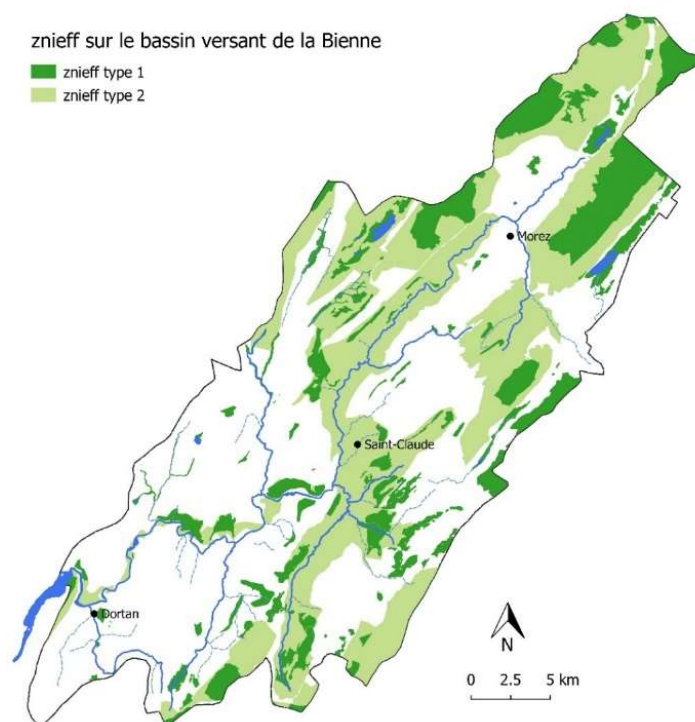 znieff sur le bassin versant de la Bienne
znieff type 1
znieff type 2
Morez
Saint-Claude
Dortan
N
0 2.5 5 km